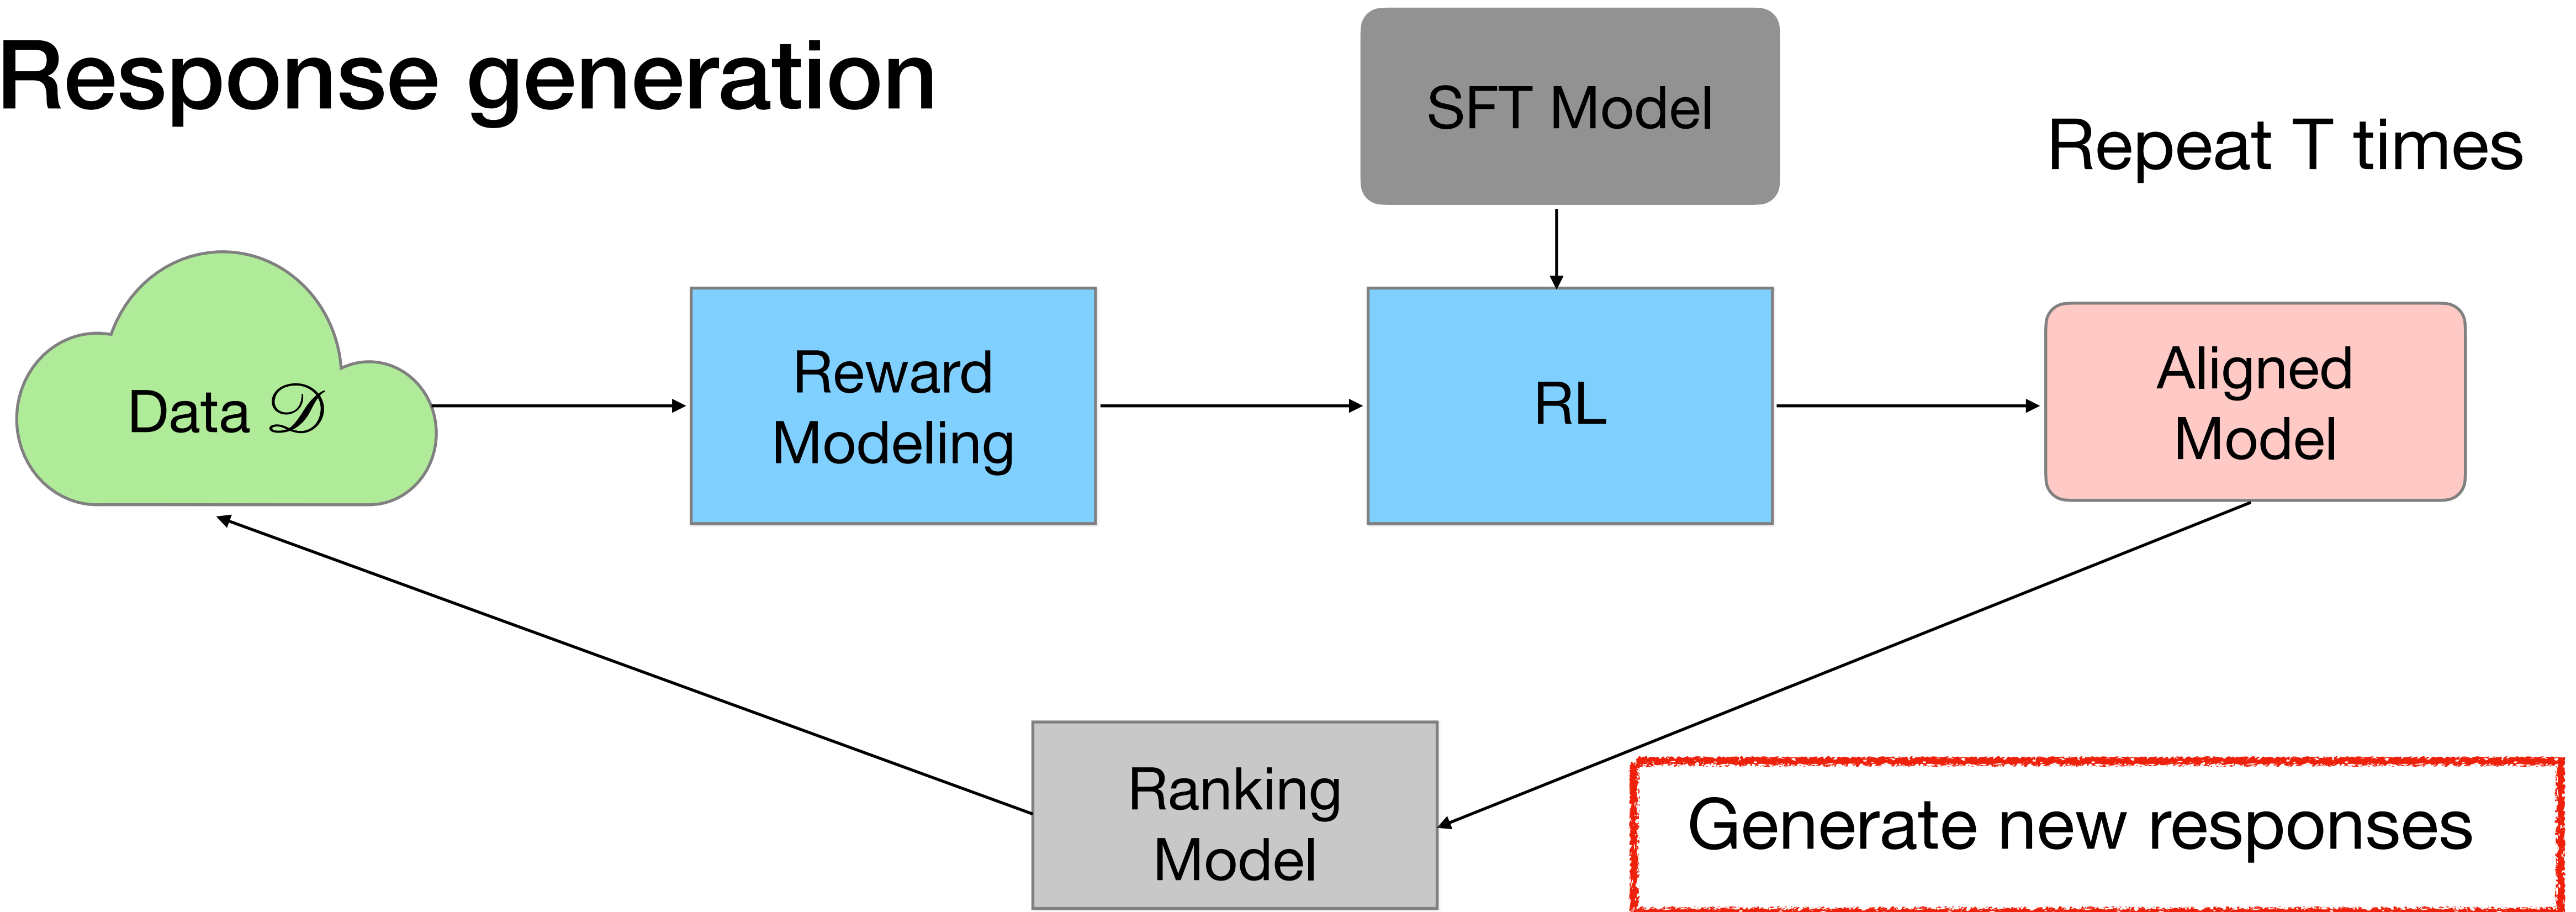 Response generation
SFT Model
Repeat T times
Data 𝒟
Reward
Modeling
RL
Aligned
Model
Ranking
Model
Generate new responses